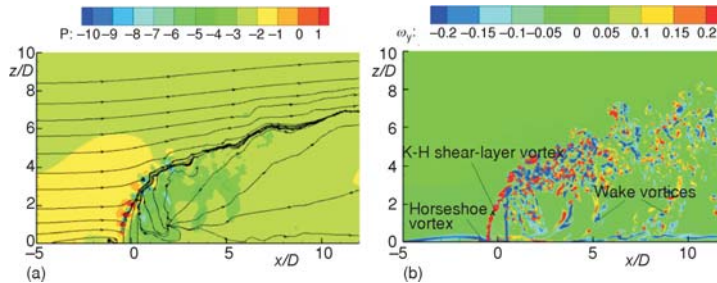 P: −10 −9 −8 −7 −6 −5 −4 −3 −2 −1 0 1
10
z/D
8
6
4
2
0
−5 0 5 10
x/D
(a)
ωy: −0.2 −0.15 −0.1 −0.05 0 0.05 0.1 0.15 0.2
10
z/D
8
6
4
2
0
K-H shear-layer vortex
Wake vortices
Horseshoe
vortex
−5 0 5 10
x/D
(b)